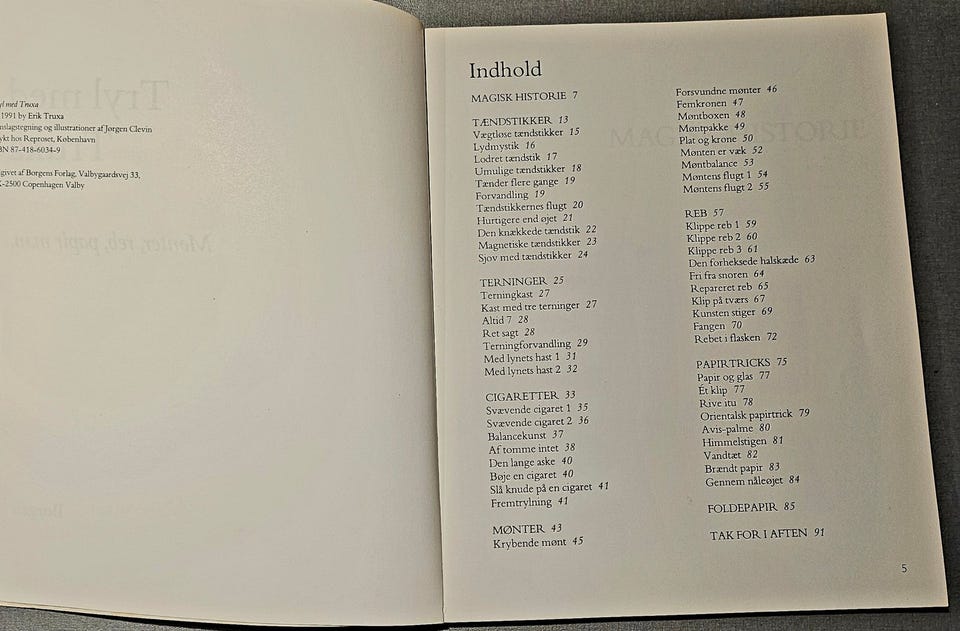 yl med Truxa
1991 by Erik Truxa
nslagstegning og illustrationer af Jørgen Clevin
ykt hos Reproset, København
BN 87-418-6034-9
givet af Borgens Forlag, Valbygaardsvej 33,
K-2500 Copenhagen Valby
Indhold
MAGISK HISTORIE 7
TÆNDSTIKKER 13
Vægtløse tændstikker 15
Lydmystik 16
Lodret tændstik 17
Umulige tændstikker 18
Tænder flere gange 19
Forvandling 19
Tændstikkernes flugt 20
Hurtigere end øjet 21
Den knækkede tændstik 22
Magnetiske tændstikker 23
Sjov med tændstikker 24
TERNINGER 25
Terningkast 27
Kast med tre terninger 27
Altid 7 28
Ret sagt 28
Terningforvandling 29
Med lynets hast 1 31
Med lynets hast 2 32
CIGARETTER 33
Svævende cigaret 1 35
Svævende cigaret 2 36
Balancekunst 37
Af tomme intet 38
Den lange aske 40
Bøje en cigaret 40
Slå knude på en cigaret 41
Fremtrylning 41
MØNTER 43
Krybende mønt 45
Forsvundne mønter 46
Femkronen 47
Møntboxen 48
Møntpakke 49
Plat og krone 50
Mønten er væk 52
Møntbalance 53
Møntens flugt 1 54
Møntens flugt 2 55
REB 57
Klippe reb 1 59
Klippe reb 2 60
Klippe reb 3 61
Den forheksede halskæde 63
Fri fra snoren 64
Repareret reb 65
Klip på tværs 67
Kunsten stiger 69
Fangen 70
Rebet i flasken 72
PAPIRTRICKS 75
Papir og glas 77
Ét klip 77
Rive itu 78
Orientalsk papirtrick 79
Avis-palme 80
Himmelstigen 81
Vandtæt 82
Brændt papir 83
Gennem nåleøjet 84
FOLDEPAPIR 85
TAK FOR I AFTEN 91
5